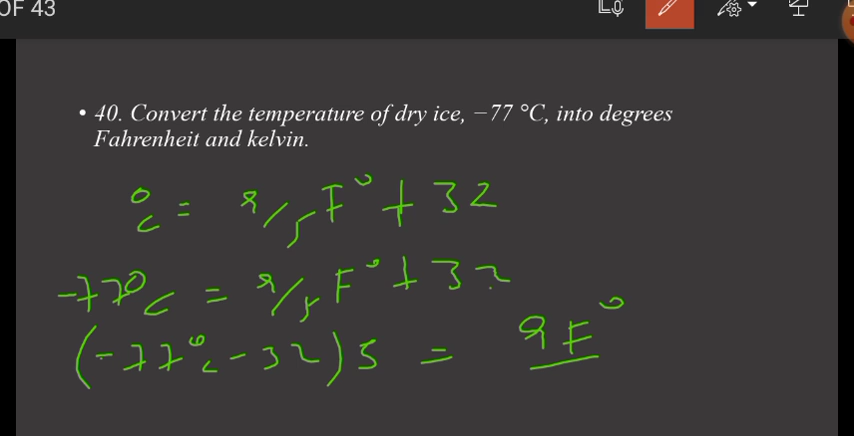 OF 43
• 40. Convert the temperature of dry ice, −77 °C, into degrees
Fahrenheit and kelvin.
°C = 9/5 F° + 32
-77°C = 9/5 F° + 32
(-77°C - 32) 5 = 9 F°